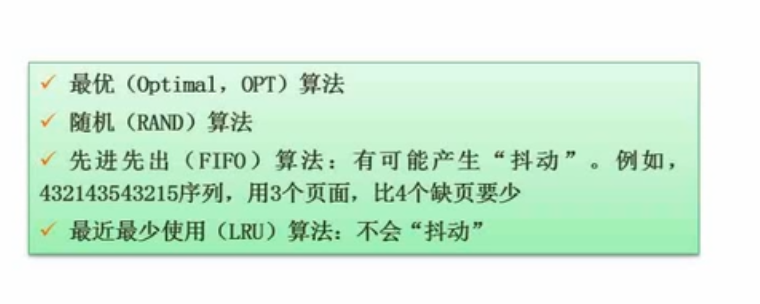 ✓ 最优（Optimal，OPT）算法
✓ 随机（RAND）算法
✓ 先进先出（FIFO）算法：有可能产生“抖动”。例如，
432143543215序列，用3个页面，比4个缺页要少
✓ 最近最少使用（LRU）算法：不会“抖动”